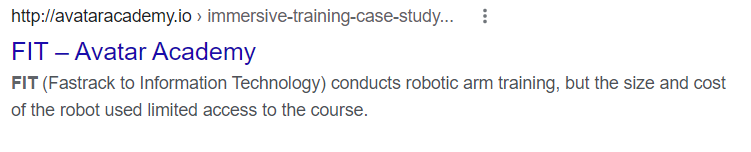 http://avataracademy.io › immersive-training-case-study...
FIT – Avatar Academy
FIT (Fastrack to Information Technology) conducts robotic arm training, but the size and cost
of the robot used limited access to the course.